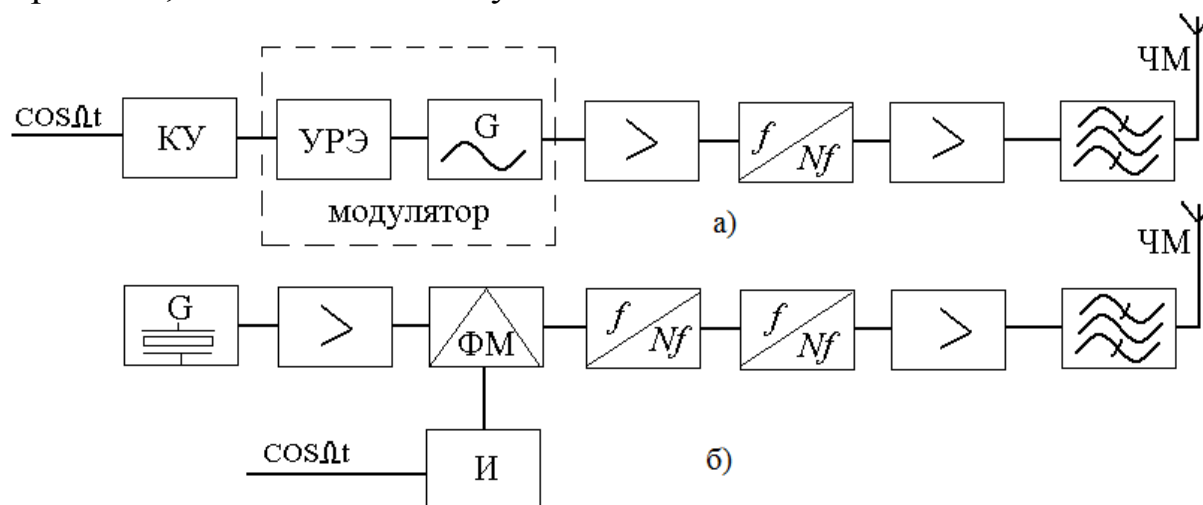 ЧМ
cosΩt
КУ
УРЭ
G
>
f
Nf
>
модулятор
а)
ЧМ
G
>
ФМ
f
Nf
f
Nf
>
cosΩt
И
б)